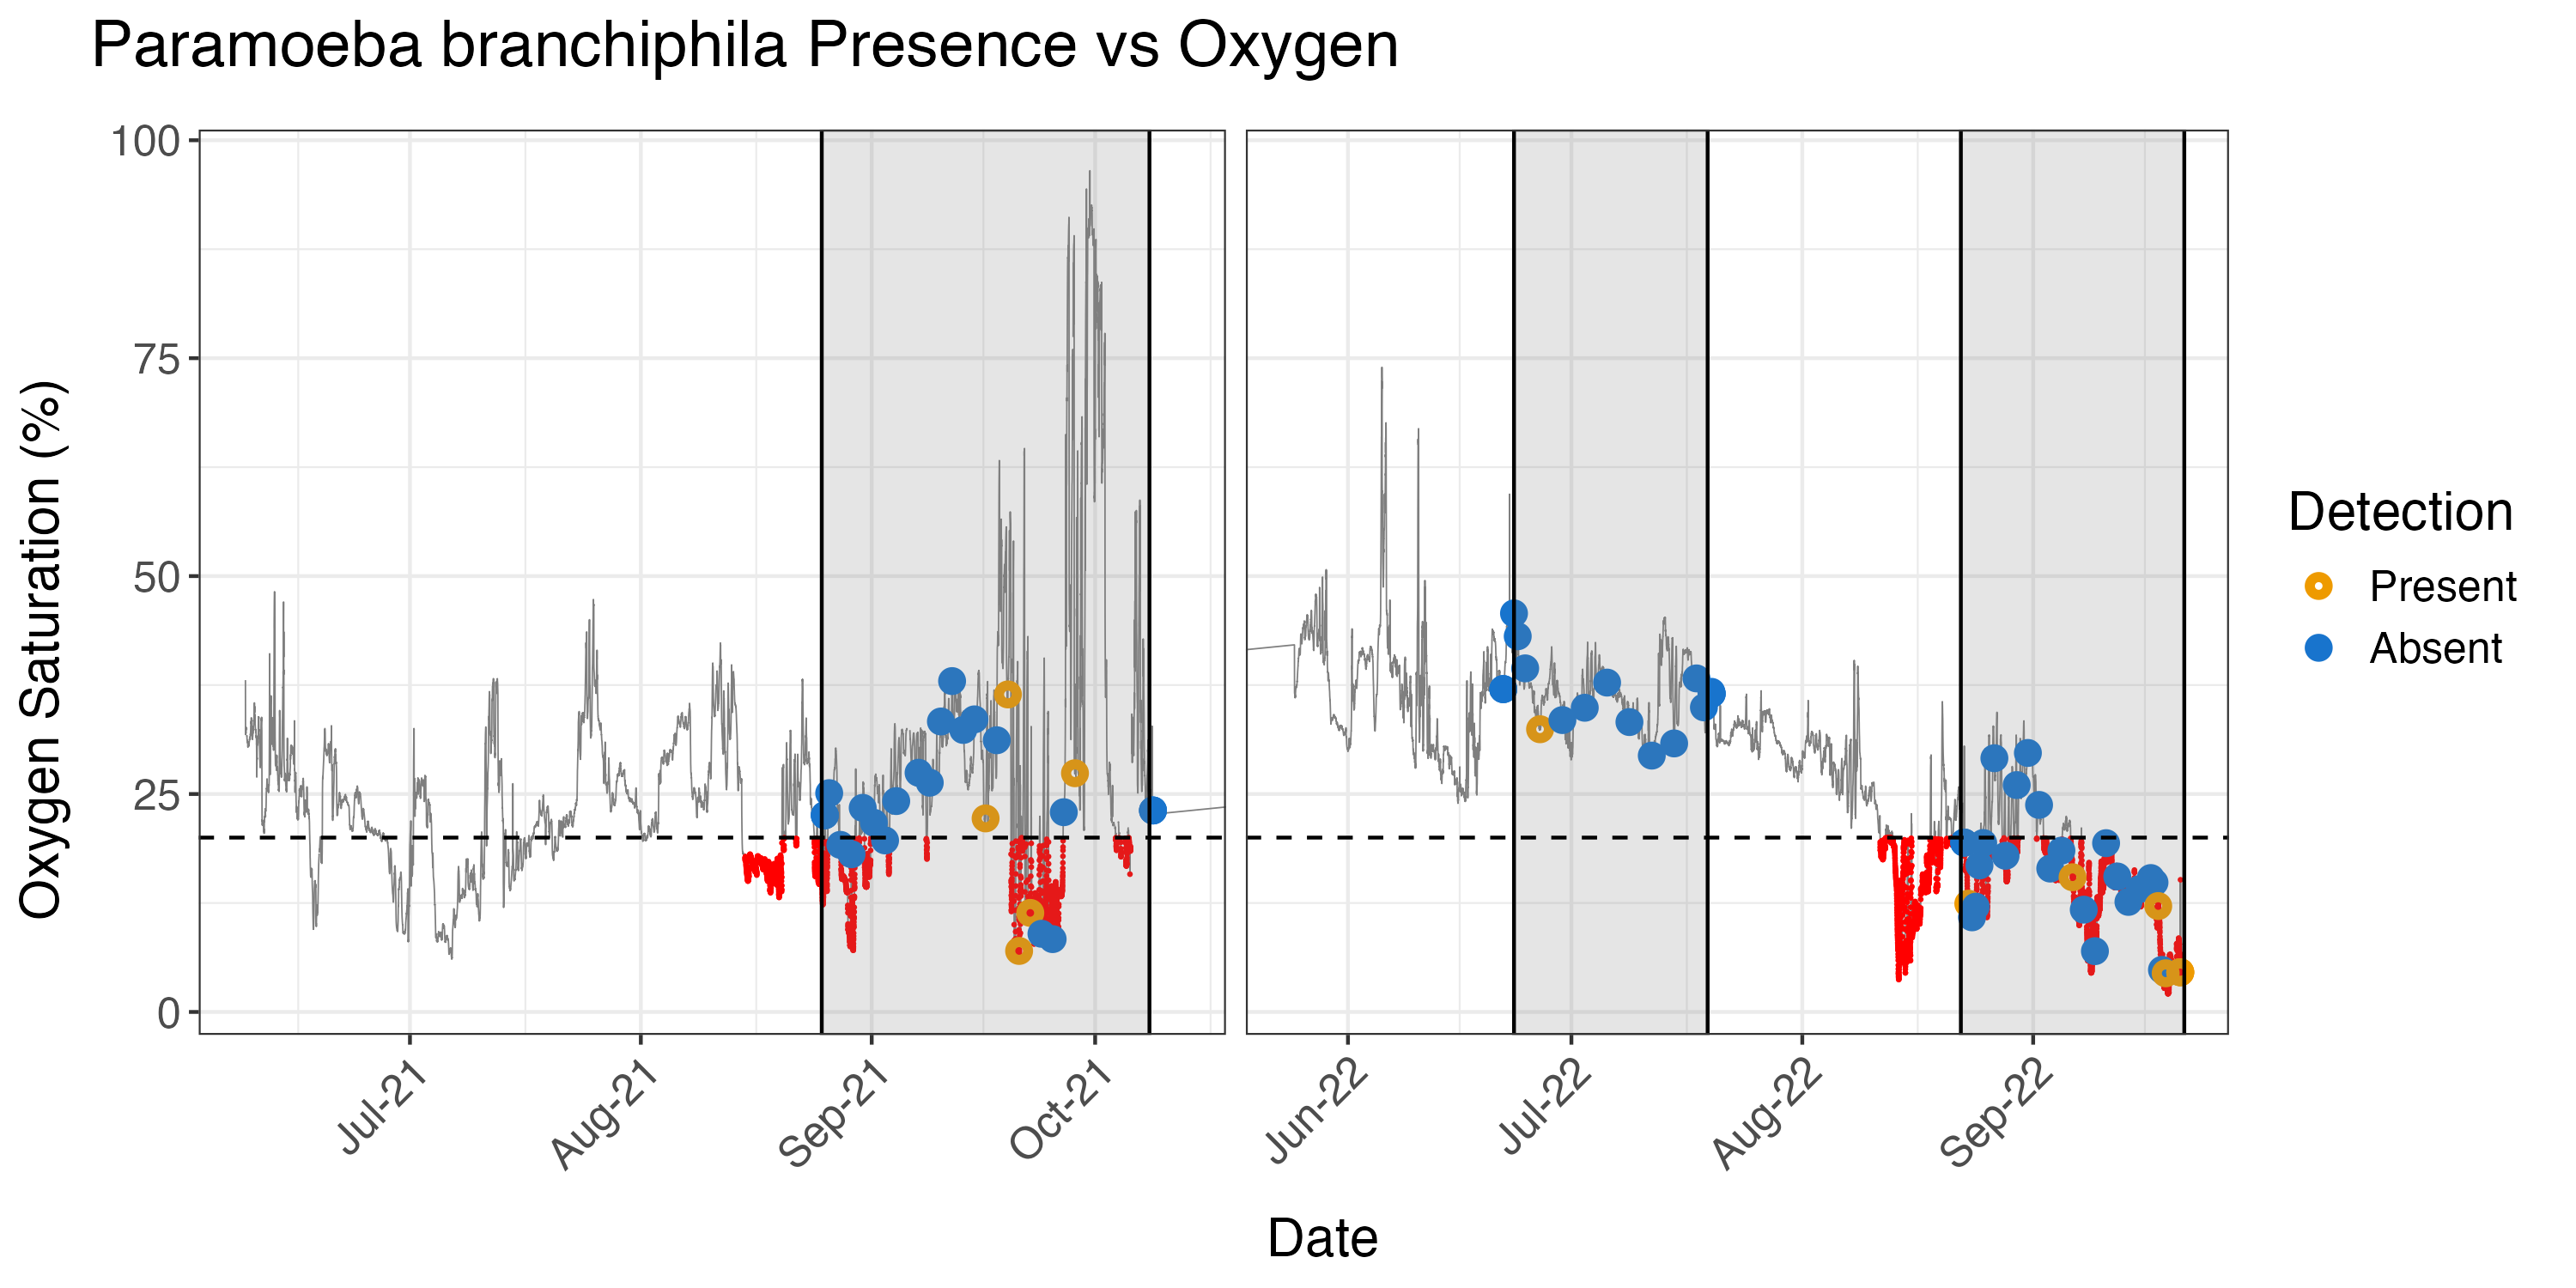 Paramoeba branchiphila Presence vs Oxygen
Oxygen Saturation (%)
100
75
50
25
0
Jul-21
Aug-21
Sep-21
Oct-21
Jun-22
Jul-22
Aug-22
Sep-22
Date
Detection
Present
Absent